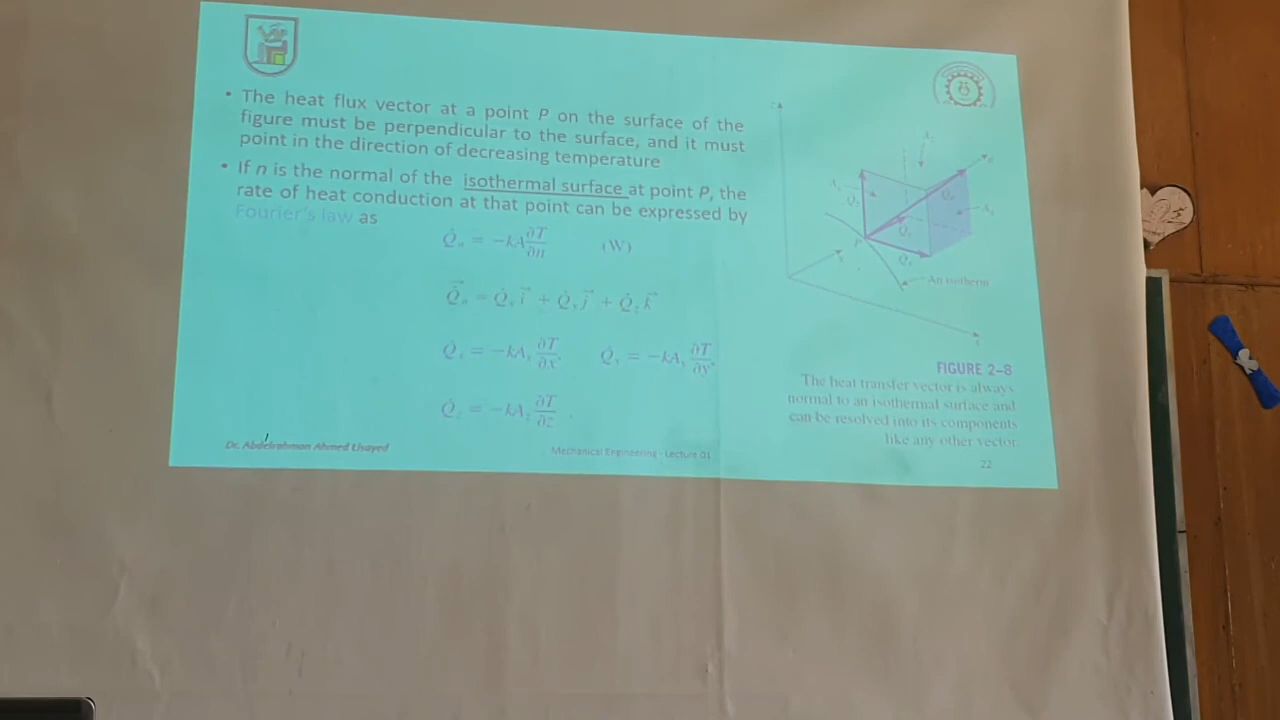 • The heat flux vector at a point P on the surface of the
figure must be perpendicular to the surface, and it must
point in the direction of decreasing temperature
• If n is the normal of the isothermal surface at point P, the
rate of heat conduction at that point can be expressed by
Fourier's law as
Q̇ₙ = −kA ∂T/∂n (W)
Q̇⃗ₙ = Q̇ₓ i⃗ + Q̇ᵧ j⃗ + Q̇_z k⃗
Q̇ₓ = −kAₓ ∂T/∂x, Q̇ᵧ = −kAᵧ ∂T/∂y,
Q̇_z = −kA_z ∂T/∂z
Dr. Abdelrahman Ahmed Elsayed
Mechanical Engineering - Lecture 01
z
P
An isotherm
FIGURE 2–8
The heat transfer vector is always
normal to an isothermal surface and
can be resolved into its components
like any other vector.
22